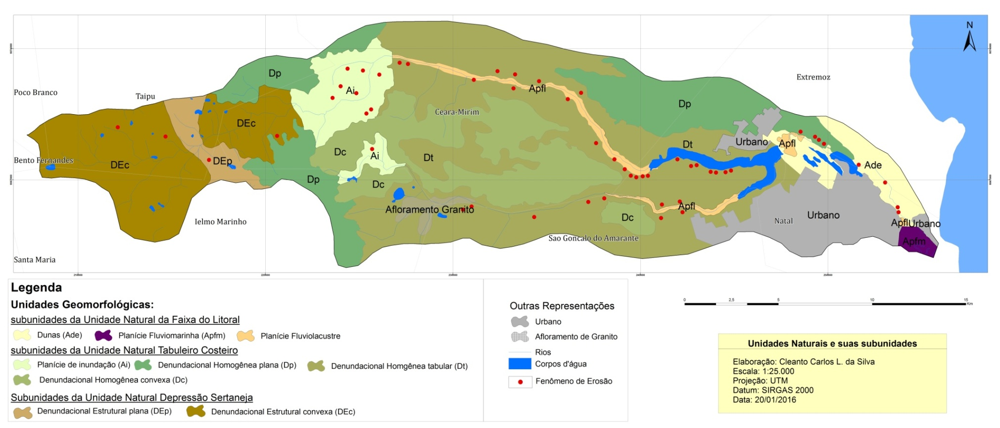 N
Extremoz
Dp
Poco Branco
Taipu
Ai
Apfl
Dp
Ceara-Mirim
DEc
Urbano
Apfl
Dt
Dc
Ai
Dt
Bento Fernandes
DEc
DEp
Ade
Dp
Dc
Afloramento Granito
Apfl
Dc
Urbano
Natal
Ielmo Marinho
ApflUrbano
Sao Goncalo do Amarante
Apfm
Santa Maria
210000
220000
230000
240000
250000
Legenda
Unidades Geomorfológicas:
subunidades da Unidade Natural da Faixa do Litoral
Dunas (Ade)
Planície Fluviomarinha (Apfm)
Planície Fluviolacustre
subunidades da Unidade Natural Tabuleiro Costeiro
Planície de inundação (Ai)
Denundacional Homogênea plana (Dp)
Denundacional Homgênea tabular (Dt)
Denundacional Homogênea convexa (Dc)
Subunidades da Unidade Natural Depressão Sertaneja
Denundacional Estrutural plana (DEp)
Denundacional Estrutural convexa (DEc)
Outras Representações
Urbano
Afloramento de Granito
Rios
Corpos d'água
Fenômeno de Erosão
0 2,5 5 10 15
Km
Unidades Naturais e suas subunidades
Elaboração: Cleanto Carlos L. da Silva
Escala: 1:25.000
Projeção: UTM
Datum: SIRGAS 2000
Data: 20/01/2016